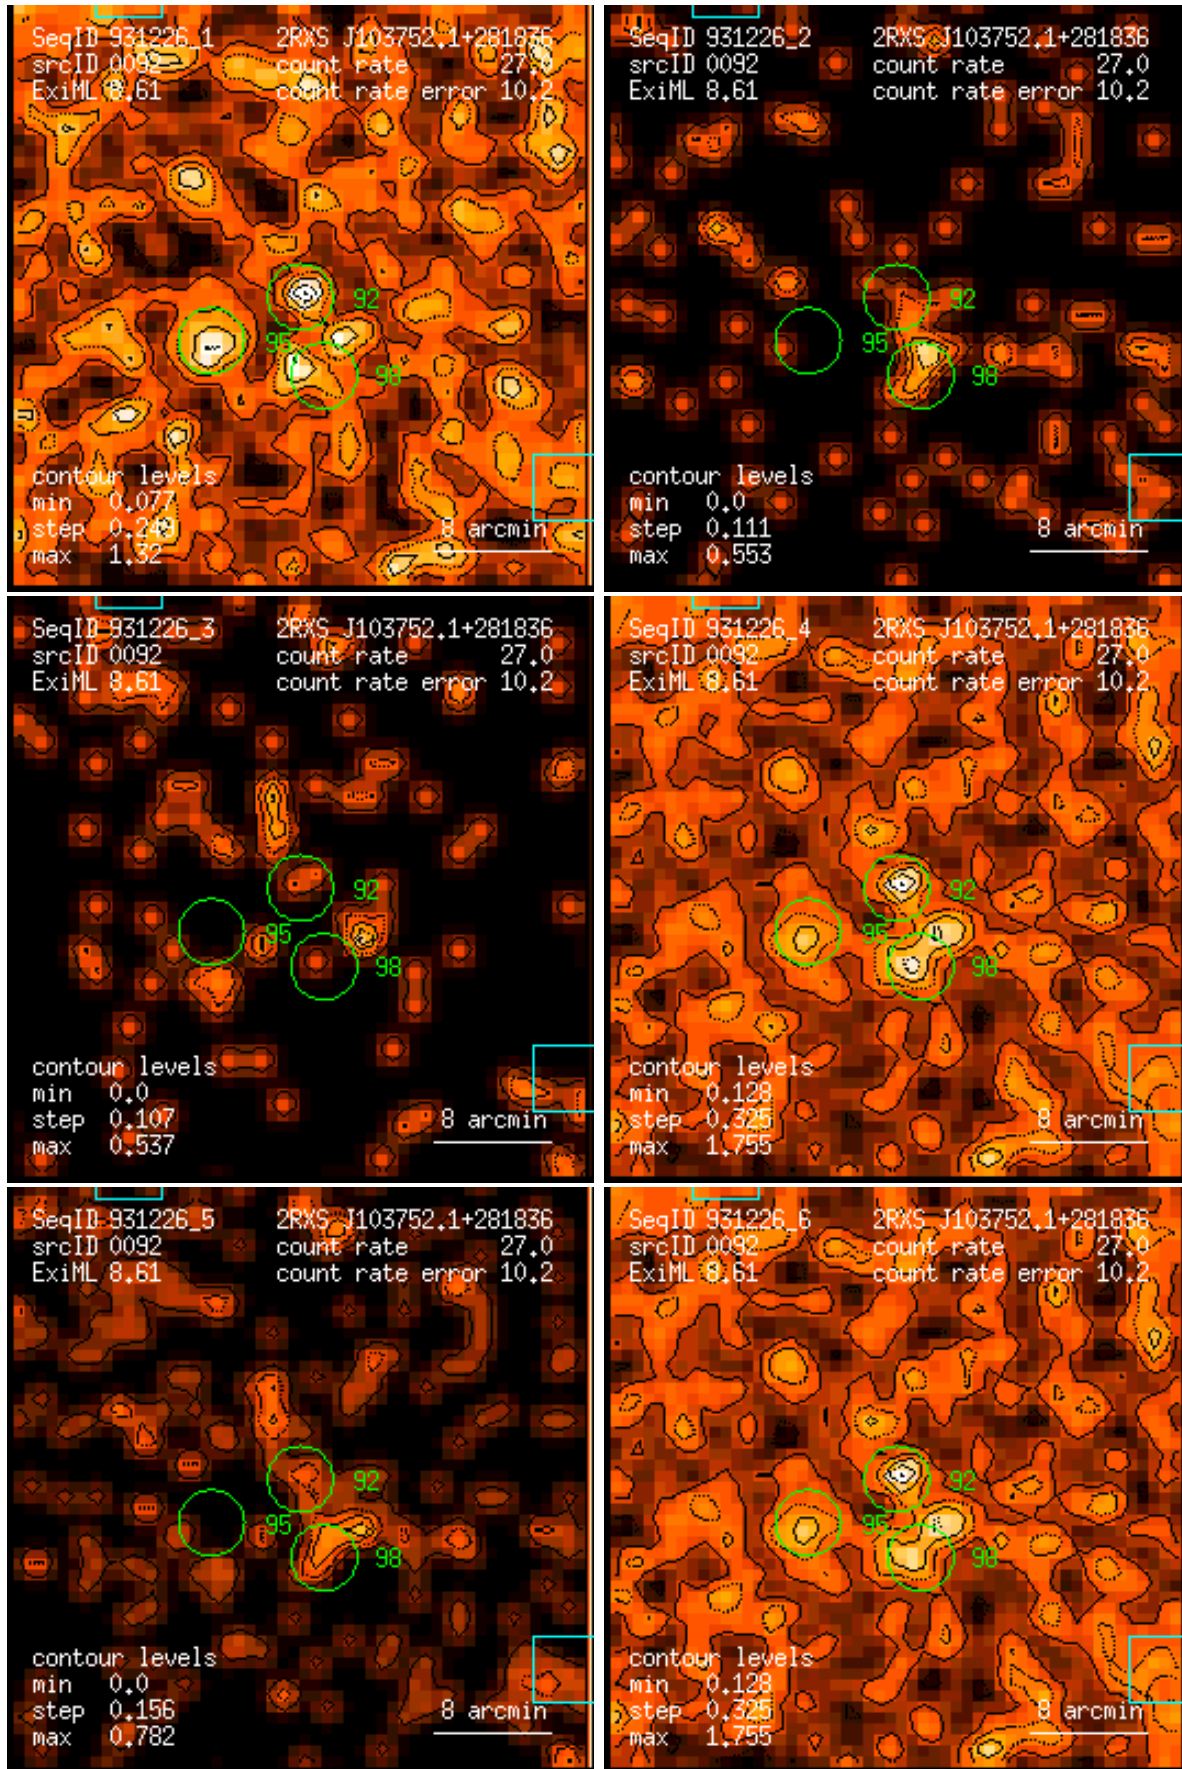 SeqID 931226_1 2RXS J103752.1+281836
srcID 0092 count rate 27.0
ExiML 8.61 count rate error 10.2
92
95
98
contour levels
min 0.077
step 0.249 8 arcmin
max 1.32
SeqID 931226_2 2RXS J103752.1+281836
srcID 0092 count rate 27.0
ExiML 8.61 count rate error 10.2
92
95
98
contour levels
min 0.0
step 0.111 8 arcmin
max 0.553
SeqID 931226_3 2RXS J103752.1+281836
srcID 0092 count rate 27.0
ExiML 8.61 count rate error 10.2
92
95
98
contour levels
min 0.0
step 0.107 8 arcmin
max 0.537
SeqID 931226_4 2RXS J103752.1+281836
srcID 0092 count rate 27.0
ExiML 8.61 count rate error 10.2
92
95
98
contour levels
min 0.128
step 0.325 8 arcmin
max 1.755
SeqID 931226_5 2RXS J103752.1+281836
srcID 0092 count rate 27.0
ExiML 8.61 count rate error 10.2
92
95
98
contour levels
min 0.0
step 0.156 8 arcmin
max 0.782
SeqID 931226_6 2RXS J103752.1+281836
srcID 0092 count rate 27.0
ExiML 8.61 count rate error 10.2
92
95
98
contour levels
min 0.128
step 0.325 8 arcmin
max 1.755